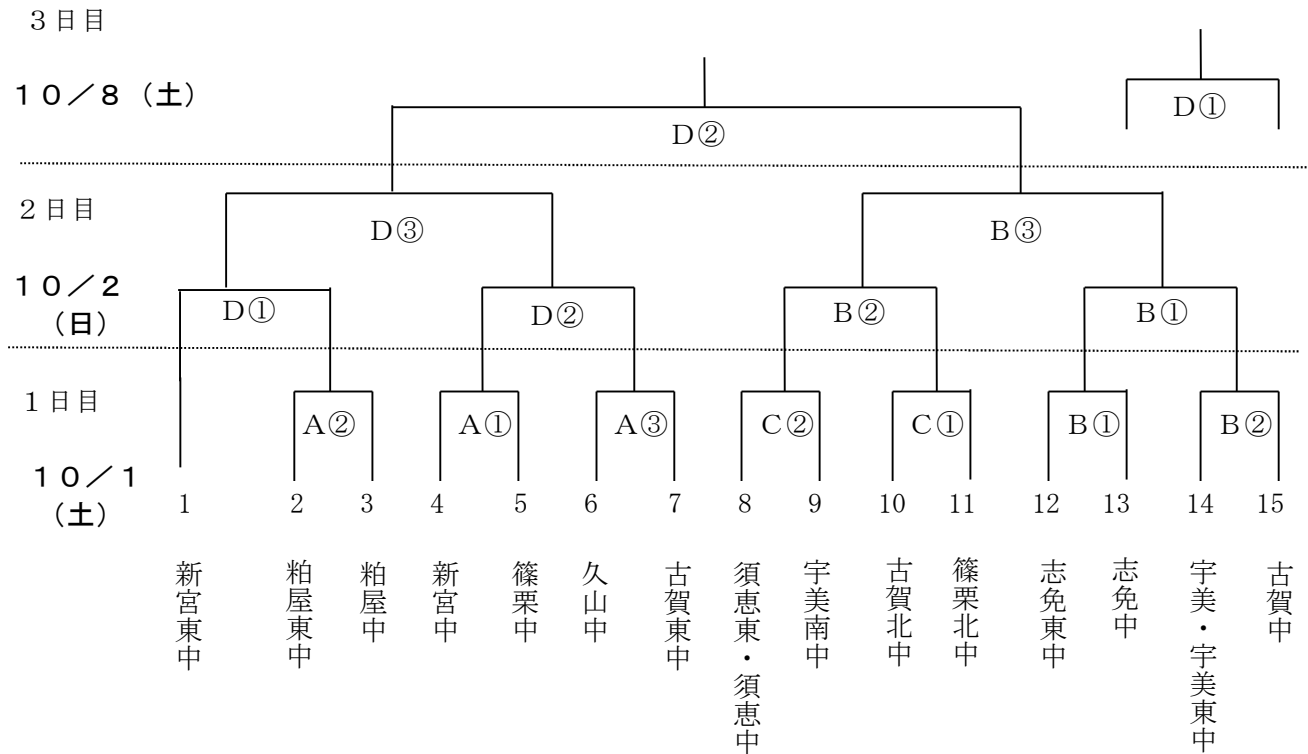 ３日目
１０／８（土）
D①
D②
２日目
D③
B③
１０／２
（日）
D①
D②
B②
B①
１日目
A②
A①
A③
C②
C①
B①
B②
１０／１
（土）
1
2
3
4
5
6
7
8
9
10
11
12
13
14
15
新宮東中
粕屋東中
粕屋中
新宮中
篠栗中
久山中
古賀東中
須恵東・須恵中
宇美南中
古賀北中
篠栗北中
志免東中
志免中
宇美・宇美東中
古賀中